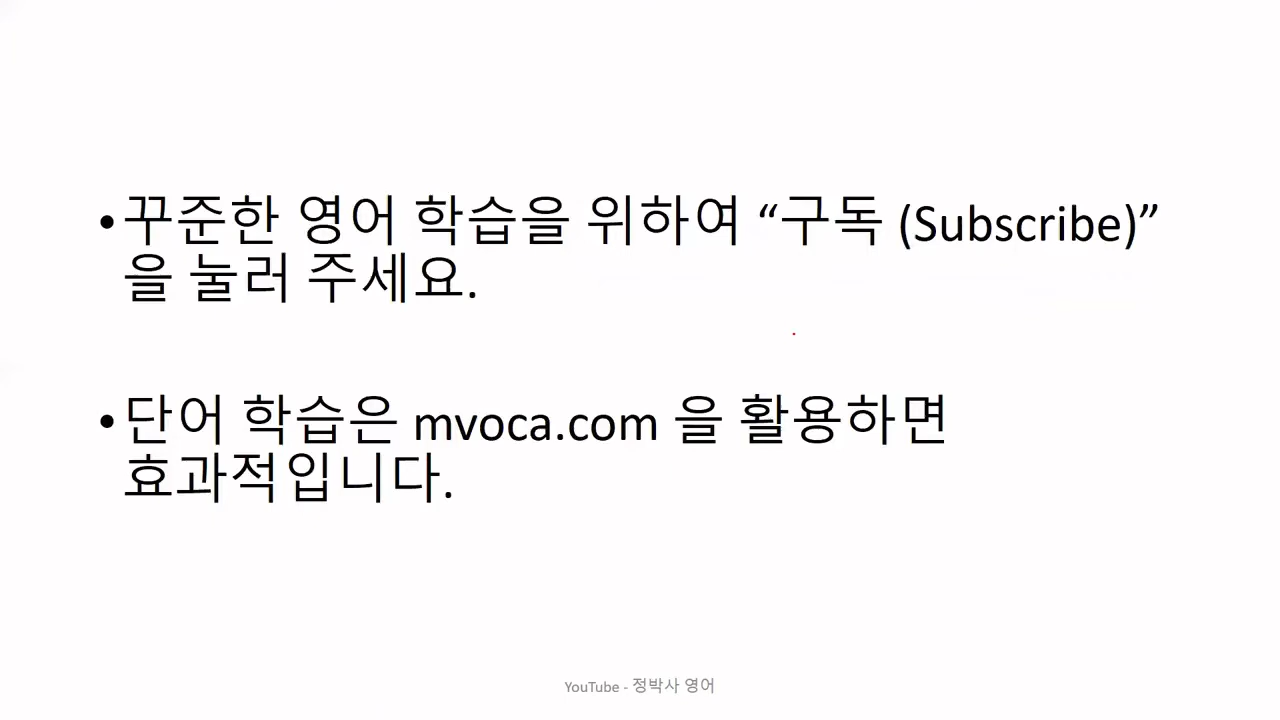 •꾸준한 영어 학습을 위하여 “구독 (Subscribe)”
을 눌러 주세요.
•단어 학습은 mvoca.com 을 활용하면
효과적입니다.
YouTube - 정박사 영어